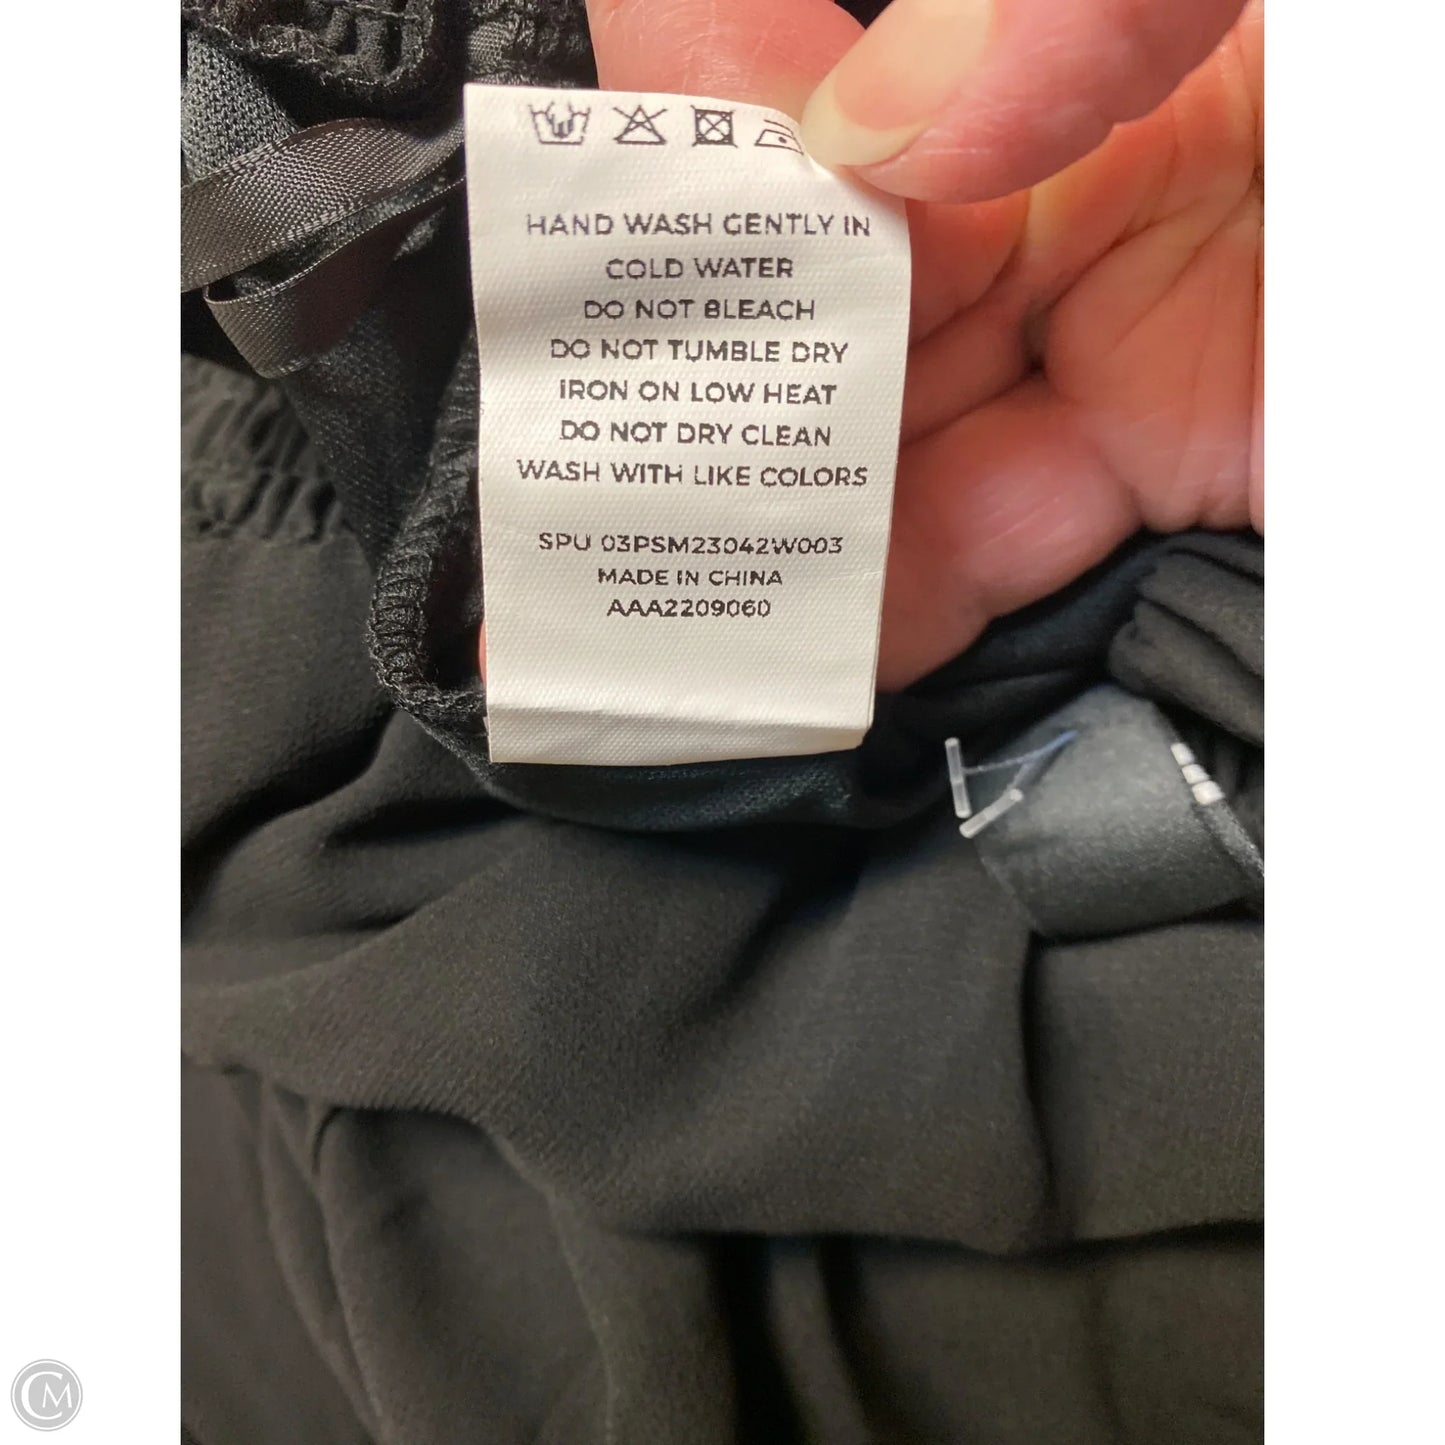 HAND WASH GENTLY IN
COLD WATER
DO NOT BLEACH
DO NOT TUMBLE DRY
IRON ON LOW HEAT
DO NOT DRY CLEAN
WASH WITH LIKE COLORS
SPU 03PSM23042W003
MADE IN CHINA
AAA2209060
CM